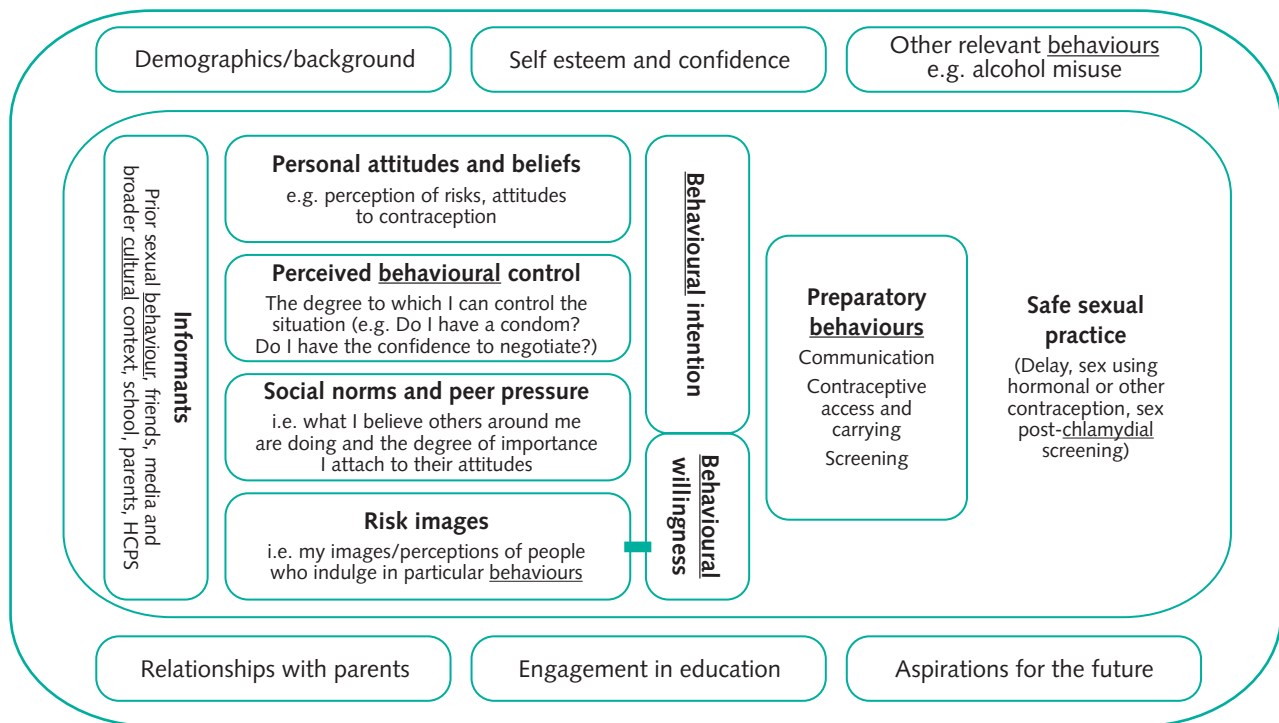 Demographics/background
Self esteem and confidence
Other relevant behaviours
e.g. alcohol misuse
Informants
Prior sexual behaviour, friends, media and
broader cultural context, school, parents, HCPS
Personal attitudes and beliefs
e.g. perception of risks, attitudes
to contraception
Perceived behavioural control
The degree to which I can control the
situation (e.g. Do I have a condom?
Do I have the confidence to negotiate?)
Social norms and peer pressure
i.e. what I believe others around me
are doing and the degree of importance
I attach to their attitudes
Risk images
i.e. my images/perceptions of people
who indulge in particular behaviours
Behavioural intention
Behavioural
willingness
Preparatory
behaviours
Communication
Contraceptive
access and
carrying
Screening
Safe sexual
practice
(Delay, sex using
hormonal or other
contraception, sex
post-chlamydial
screening)
Relationships with parents
Engagement in education
Aspirations for the future